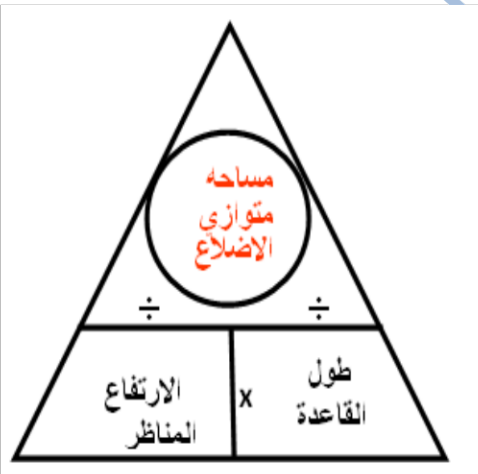 مساحه
متوازي
الاضلاع
÷ ÷
طول
القاعدة
x
الارتفاع
المناظر